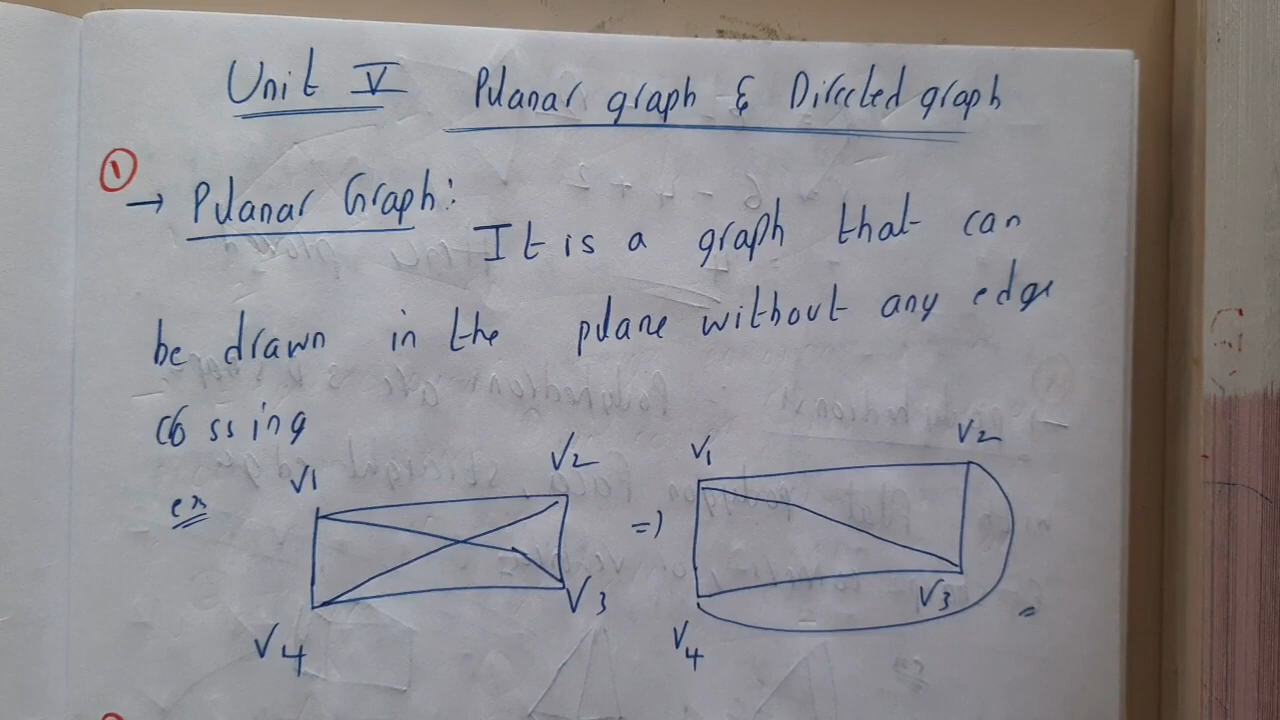 Unit V Pulanar graph & Directed graph
①
→ Pulanar Graph:
It is a graph that can
be drawn in the pulane without any edge
crossing
ex
V1 V2 V1 V2
=)
V4 V3 V4 V3 =